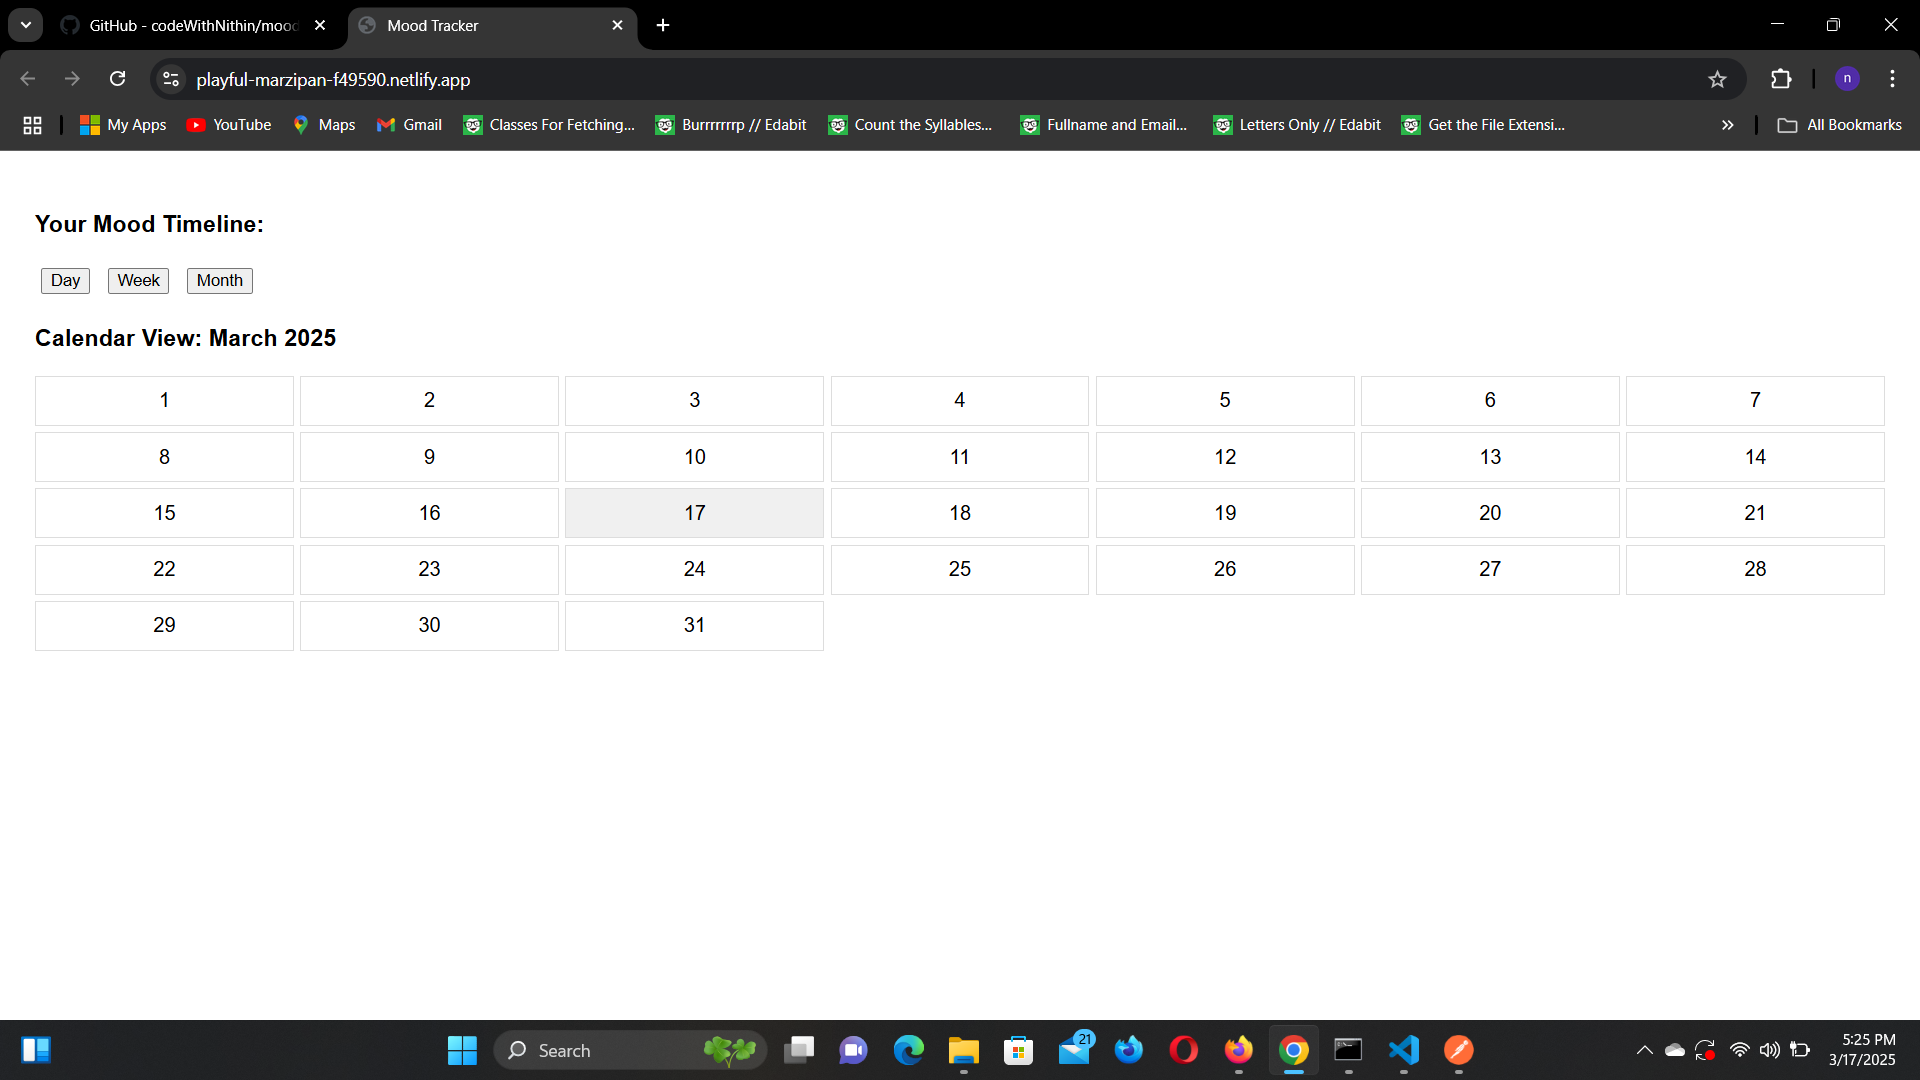 GitHub - codeWithNithin/mood
Mood Tracker
playful-marzipan-f49590.netlify.app
n
My Apps
YouTube
Maps
Gmail
Classes For Fetching...
Burrrrrrrp // Edabit
Count the Syllables...
Fullname and Email...
Letters Only // Edabit
Get the File Extensi...
All Bookmarks
Your Mood Timeline:
Day Week Month
Calendar View: March 2025
1 2 3 4 5 6 7
8 9 10 11 12 13 14
15 16 17 18 19 20 21
22 23 24 25 26 27 28
29 30 31
Search
21
5:25 PM
3/17/2025